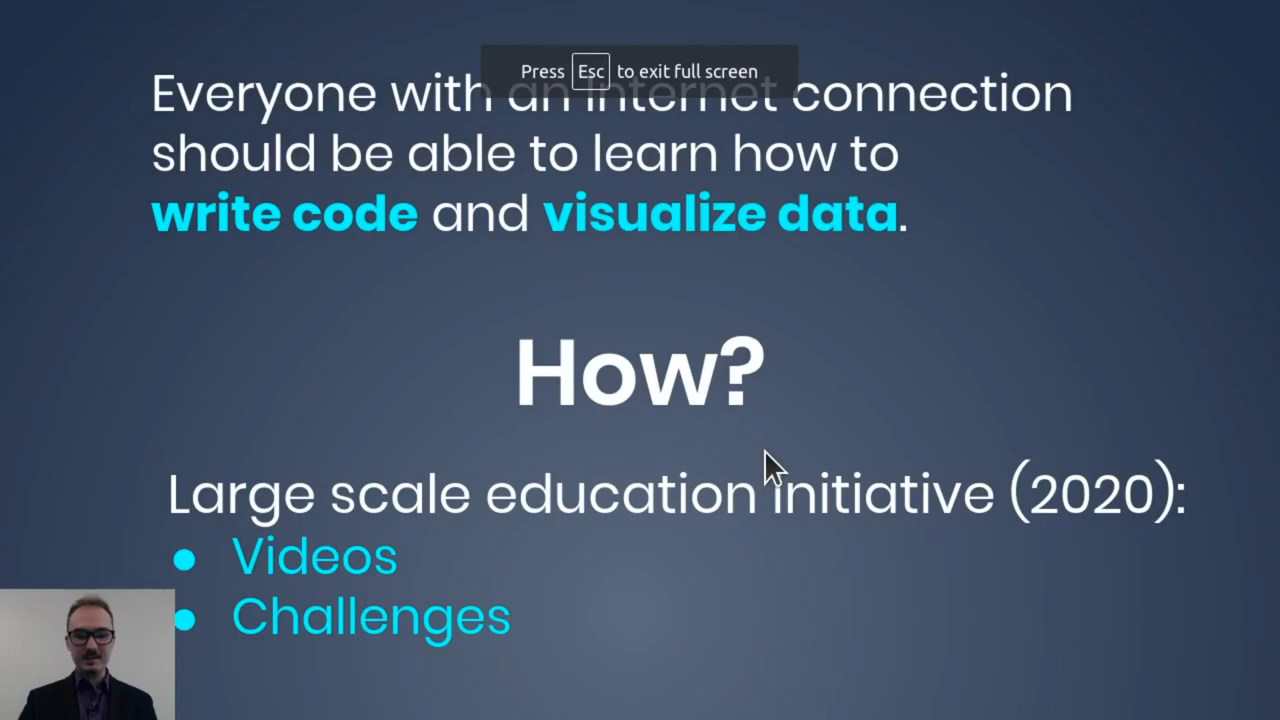 Press Esc to exit full screen
Everyone with an Internet connection
should be able to learn how to
write code and visualize data.
How?
Large scale education initiative (2020):
● Videos
● Challenges